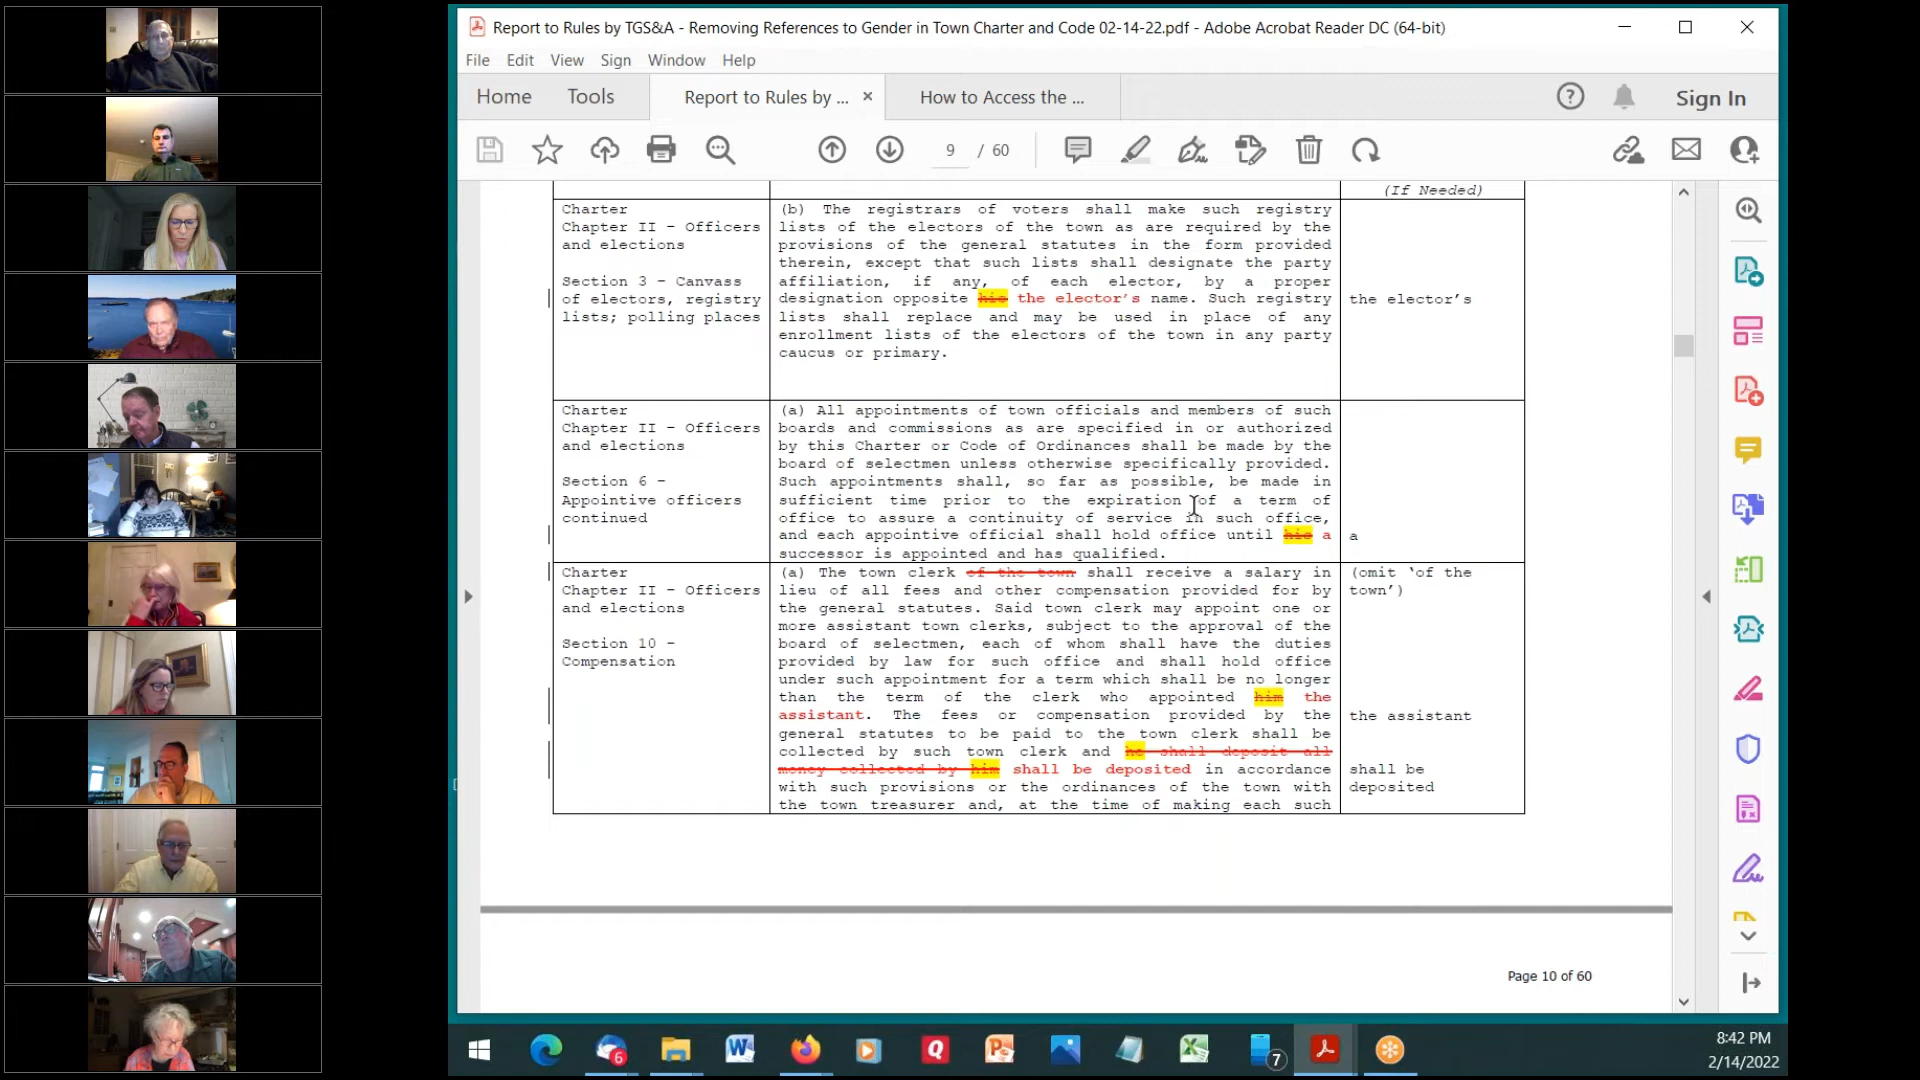 Report to Rules by TGS&A - Removing References to Gender in Town Charter and Code 02-14-22.pdf - Adobe Acrobat Reader DC (64-bit)
File Edit View Sign Window Help
Home Tools Report to Rules by ... × How to Access the ... Sign In
9 / 60
(If Needed)
Charter
Chapter II - Officers
and elections
Section 3 - Canvass
of electors, registry
lists; polling places
(b) The registrars of voters shall make such registry
lists of the electors of the town as are required by the
provisions of the general statutes in the form provided
therein, except that such lists shall designate the party
affiliation, if any, of each elector, by a proper
designation opposite his the elector's name. Such registry
lists shall replace and may be used in place of any
enrollment lists of the electors of the town in any party
caucus or primary.
the elector's
Charter
Chapter II - Officers
and elections
Section 6 -
Appointive officers
continued
(a) All appointments of town officials and members of such
boards and commissions as are specified in or authorized
by this Charter or Code of Ordinances shall be made by the
board of selectmen unless otherwise specifically provided.
Such appointments shall, so far as possible, be made in
sufficient time prior to the expiration of a term of
office to assure a continuity of service in such office,
and each appointive official shall hold office until his a
successor is appointed and has qualified.
a
Charter
Chapter II - Officers
and elections
Section 10 -
Compensation
(a) The town clerk of the town shall receive a salary in
lieu of all fees and other compensation provided for by
the general statutes. Said town clerk may appoint one or
more assistant town clerks, subject to the approval of the
board of selectmen, each of whom shall have the duties
provided by law for such office and shall hold office
under such appointment for a term which shall be no longer
than the term of the clerk who appointed him the
assistant. The fees or compensation provided by the
general statutes to be paid to the town clerk shall be
collected by such town clerk and he shall deposit all
money collected by him shall be deposited in accordance
with such provisions or the ordinances of the town with
the town treasurer and, at the time of making each such
(omit 'of the
town')
the assistant
shall be
deposited
Page 10 of 60
6
7
8:42 PM
2/14/2022